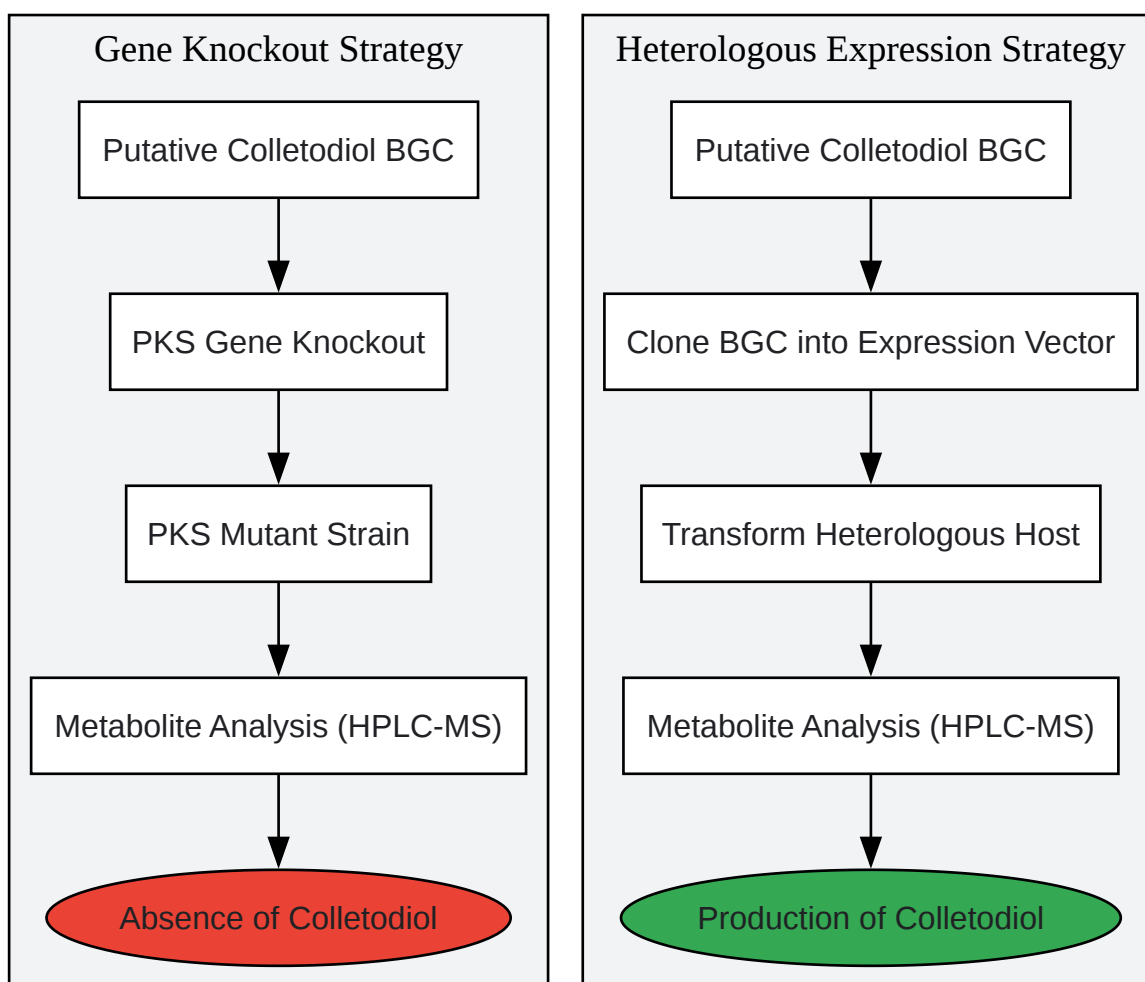 Gene Knockout Strategy
Putative Colletodiol BGC
PKS Gene Knockout
PKS Mutant Strain
Metabolite Analysis (HPLC-MS)
Absence of Colletodiol
Heterologous Expression Strategy
Putative Colletodiol BGC
Clone BGC into Expression Vector
Transform Heterologous Host
Metabolite Analysis (HPLC-MS)
Production of Colletodiol